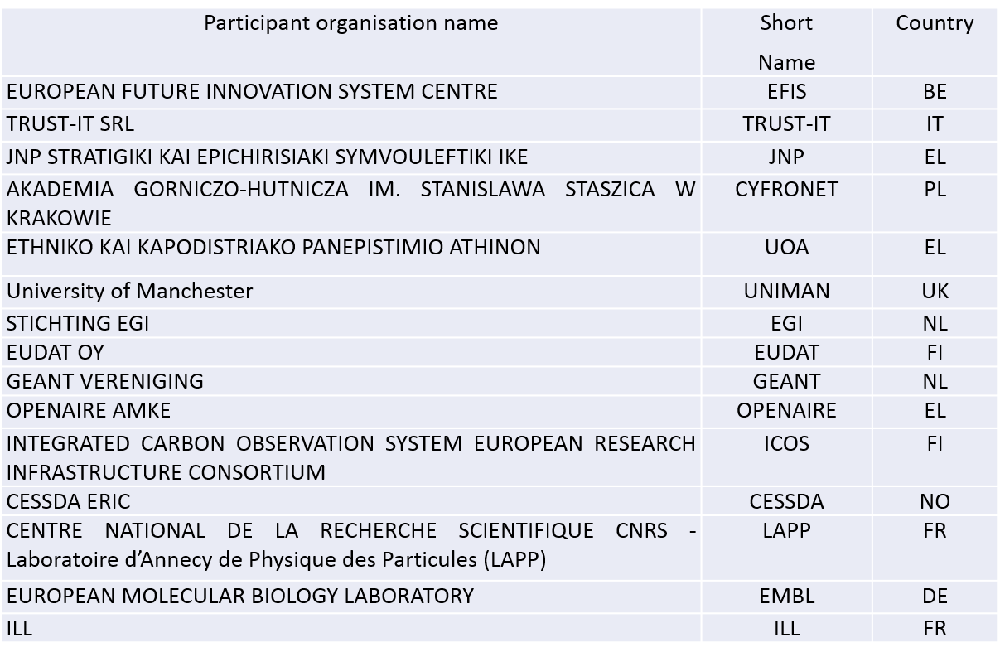 Participant organisation name Short Country
Name
EUROPEAN FUTURE INNOVATION SYSTEM CENTRE EFIS BE
TRUST-IT SRL TRUST-IT IT
JNP STRATIGIKI KAI EPICHIRISIAKI SYMVOULEFTIKI IKE JNP EL
AKADEMIA GORNICZO-HUTNICZA IM. STANISLAWA STASZICA W CYFRONET PL
KRAKOWIE
ETHNIKO KAI KAPODISTRIAKO PANEPISTIMIO ATHINON UOA EL
University of Manchester UNIMAN UK
STICHTING EGI EGI NL
EUDAT OY EUDAT FI
GEANT VERENIGING GEANT NL
OPENAIRE AMKE OPENAIRE EL
INTEGRATED CARBON OBSERVATION SYSTEM EUROPEAN RESEARCH ICOS FI
INFRASTRUCTURE CONSORTIUM
CESSDA ERIC CESSDA NO
CENTRE NATIONAL DE LA RECHERCHE SCIENTIFIQUE CNRS - LAPP FR
Laboratoire d’Annecy de Physique des Particules (LAPP)
EUROPEAN MOLECULAR BIOLOGY LABORATORY EMBL DE
ILL ILL FR